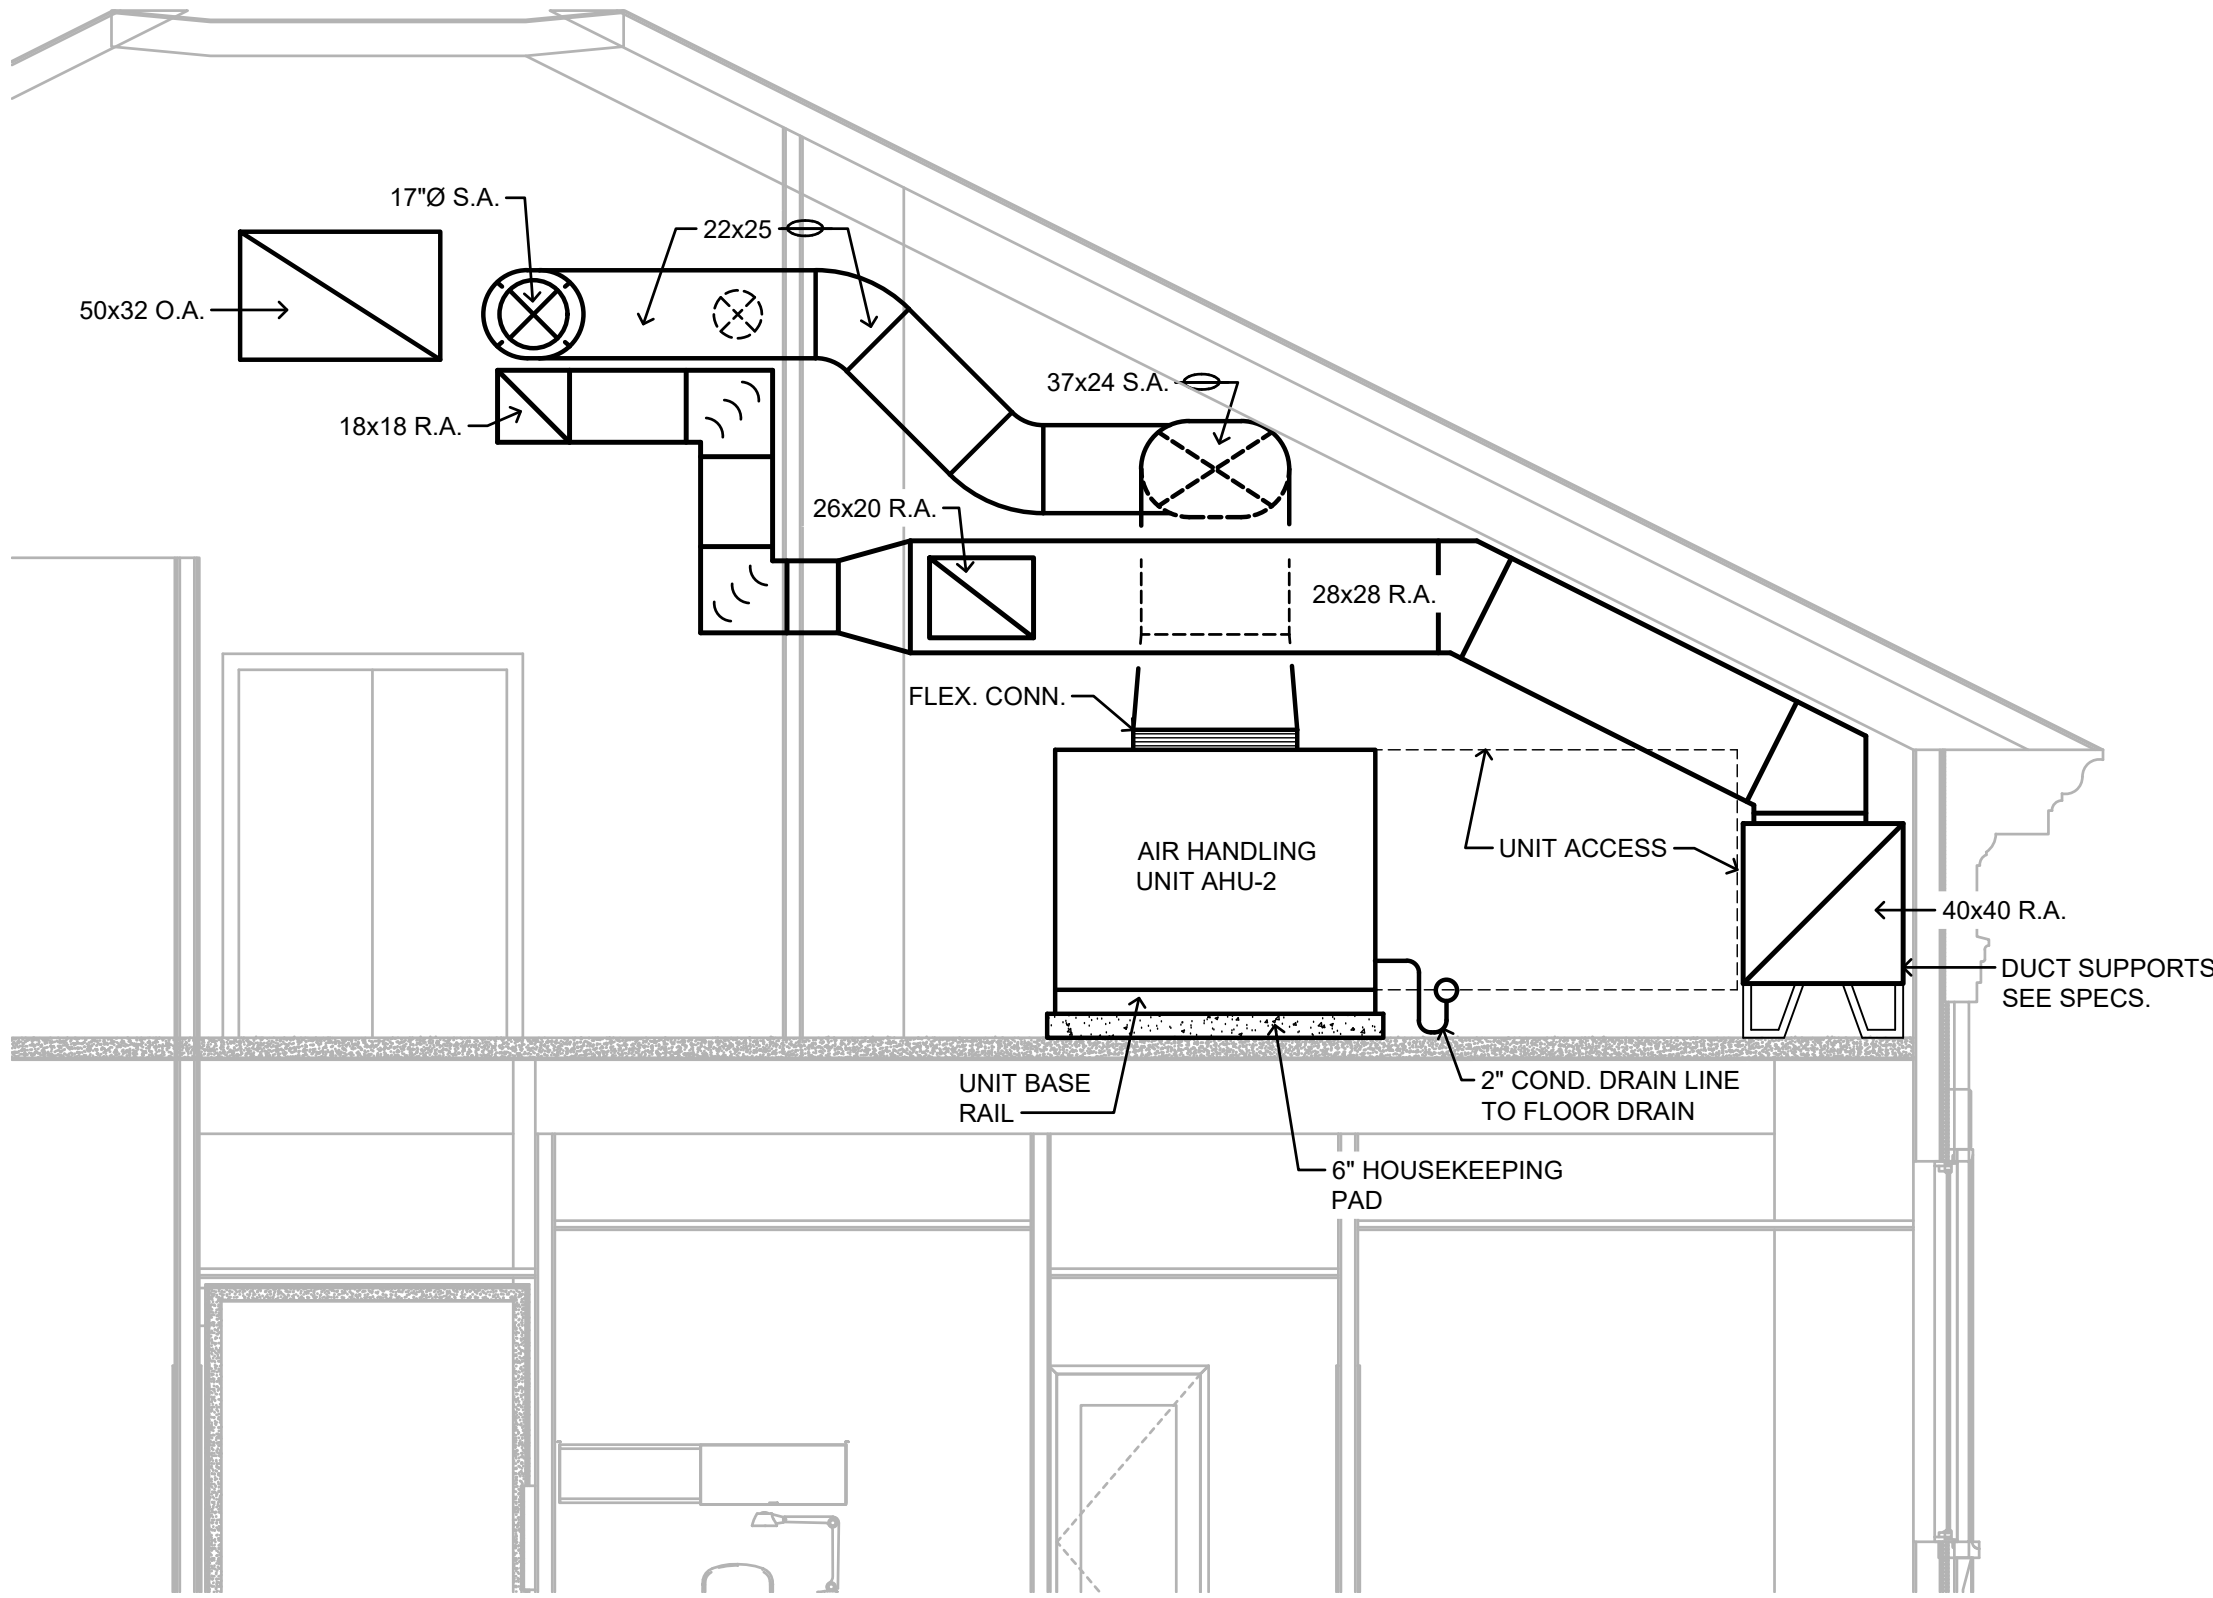 17"Ø S.A.
22x25
50x32 O.A.
37x24 S.A.
18x18 R.A.
26x20 R.A.
28x28 R.A.
FLEX. CONN.
AIR HANDLING
UNIT AHU-2
UNIT ACCESS
40x40 R.A.
DUCT SUPPORTS
SEE SPECS.
UNIT BASE
RAIL
2" COND. DRAIN LINE
TO FLOOR DRAIN
6" HOUSEKEEPING
PAD